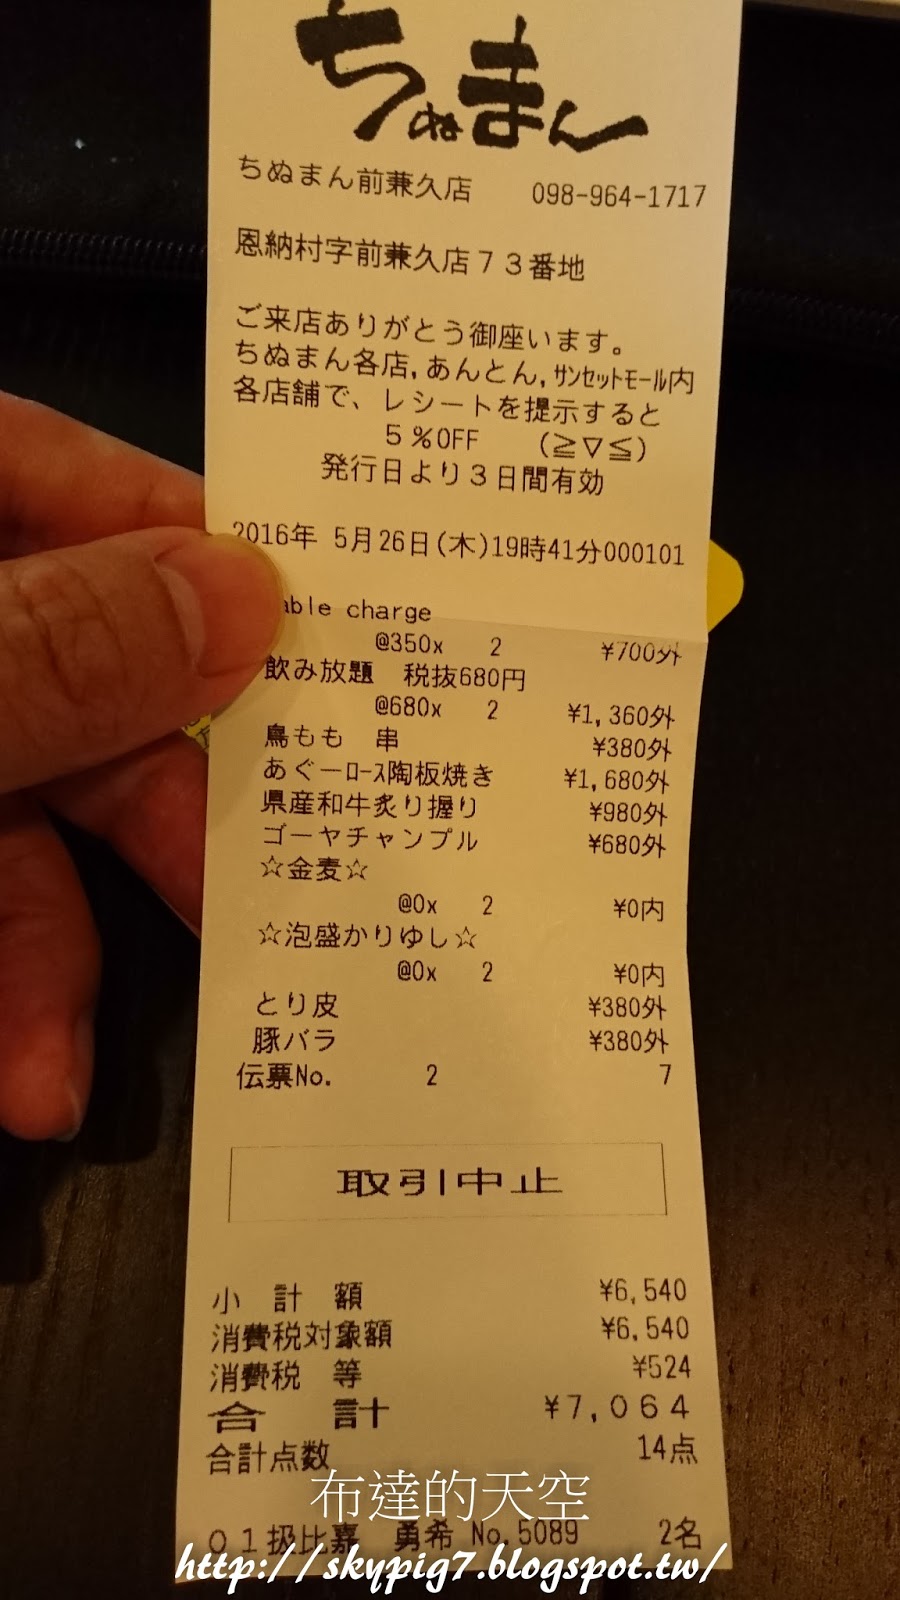 ちぬまん
ちぬまん前兼久店 098-964-1717
恩納村字前兼久店７３番地
ご来店ありがとう御座います。
ちぬまん各店,あんとん,ｻﾝｾｯﾄﾓｰﾙ内
各店舗で、レシートを提示すると
５％OFF (≧▽≦)
発行日より３日間有効
2016年 5月26日(木)19時41分000101
able charge
@350x 2 ¥700外
飲み放題 税抜680円
@680x 2 ¥1,360外
鳥もも 串 ¥380外
あぐーﾛｰｽ陶板焼き ¥1,680外
県産和牛炙り握り ¥980外
ゴーヤチャンプル ¥680外
☆金麦☆
@0x 2 ¥0内
☆泡盛かりゆし☆
@0x 2 ¥0内
とり皮 ¥380外
豚バラ ¥380外
伝票No. 2 7
取引中止
小計額 ¥6,540
消費税対象額 ¥6,540
消費税等 ¥524
合計 ¥7,064
合計点数 14点
布達的天空
０１扱比嘉 勇希 No.5089 2名
http://skypig7.blogspot.tw/